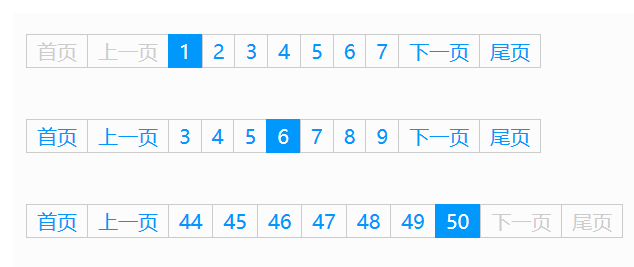 首页 上一页 1 2 3 4 5 6 7 下一页 尾页
首页 上一页 3 4 5 6 7 8 9 下一页 尾页
首页 上一页 44 45 46 47 48 49 50 下一页 尾页